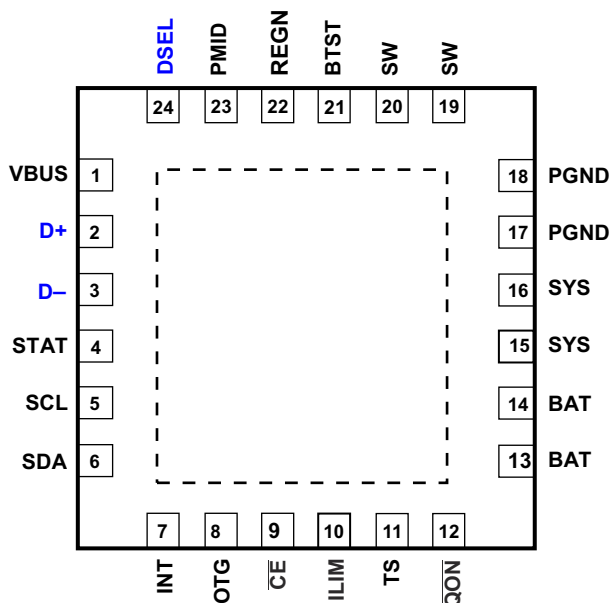 DSEL PMID REGN BTST SW SW
24 23 22 21 20 19
VBUS 1 18 PGND
D+ 2 17 PGND
D– 3 16 SYS
STAT 4 15 SYS
SCL 5 14 BAT
SDA 6 13 BAT
7 8 9 10 11 12
INT OTG C̅E̅ ILIM TS Q̅O̅N̅